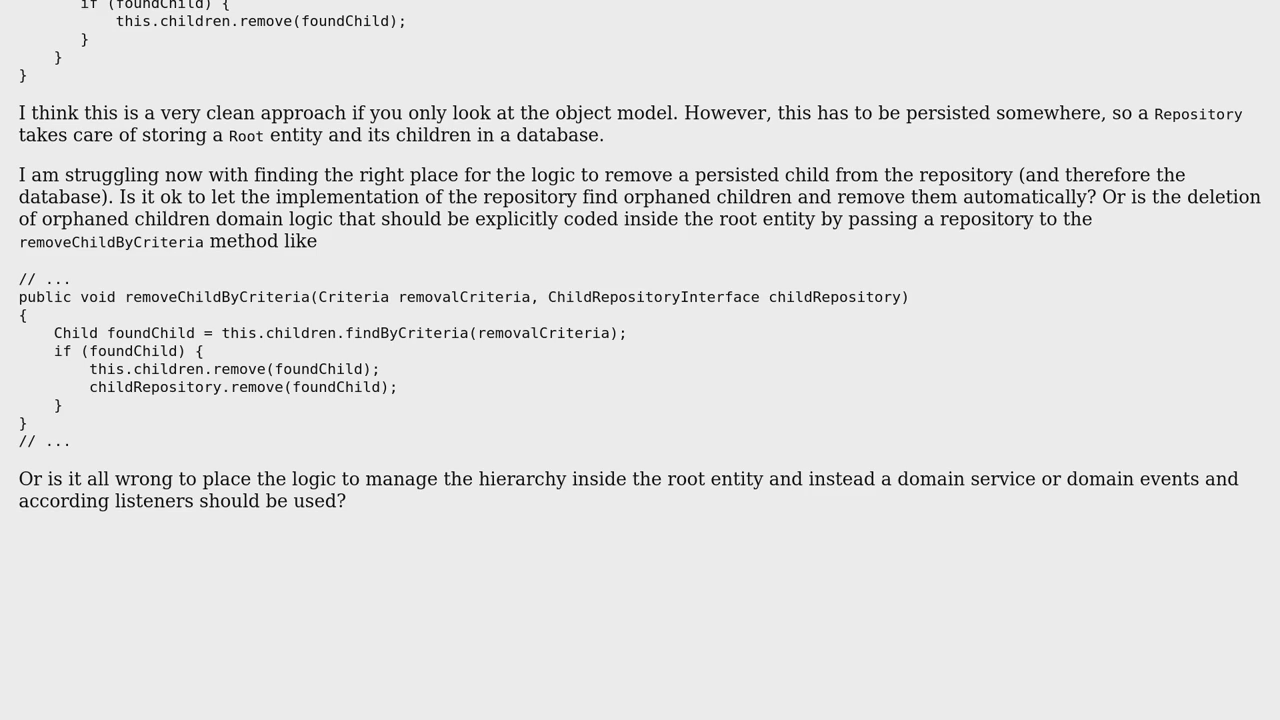 if (foundChild) {
this.children.remove(foundChild);
}
}
}
I think this is a very clean approach if you only look at the object model. However, this has to be persisted somewhere, so a Repository
takes care of storing a Root entity and its children in a database.
I am struggling now with finding the right place for the logic to remove a persisted child from the repository (and therefore the
database). Is it ok to let the implementation of the repository find orphaned children and remove them automatically? Or is the deletion
of orphaned children domain logic that should be explicitly coded inside the root entity by passing a repository to the
removeChildByCriteria method like
// ...
public void removeChildByCriteria(Criteria removalCriteria, ChildRepositoryInterface childRepository)
{
Child foundChild = this.children.findByCriteria(removalCriteria);
if (foundChild) {
this.children.remove(foundChild);
childRepository.remove(foundChild);
}
}
// ...
Or is it all wrong to place the logic to manage the hierarchy inside the root entity and instead a domain service or domain events and
according listeners should be used?